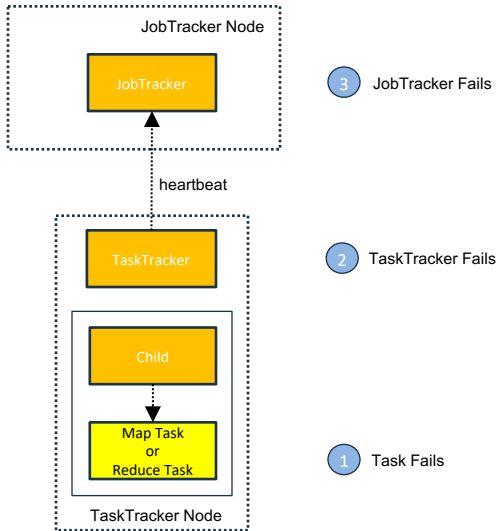 JobTracker Node
JobTracker
3 JobTracker Fails
heartbeat
TaskTracker
2 TaskTracker Fails
Child
Map Task
or
Reduce Task
1 Task Fails
TaskTracker Node